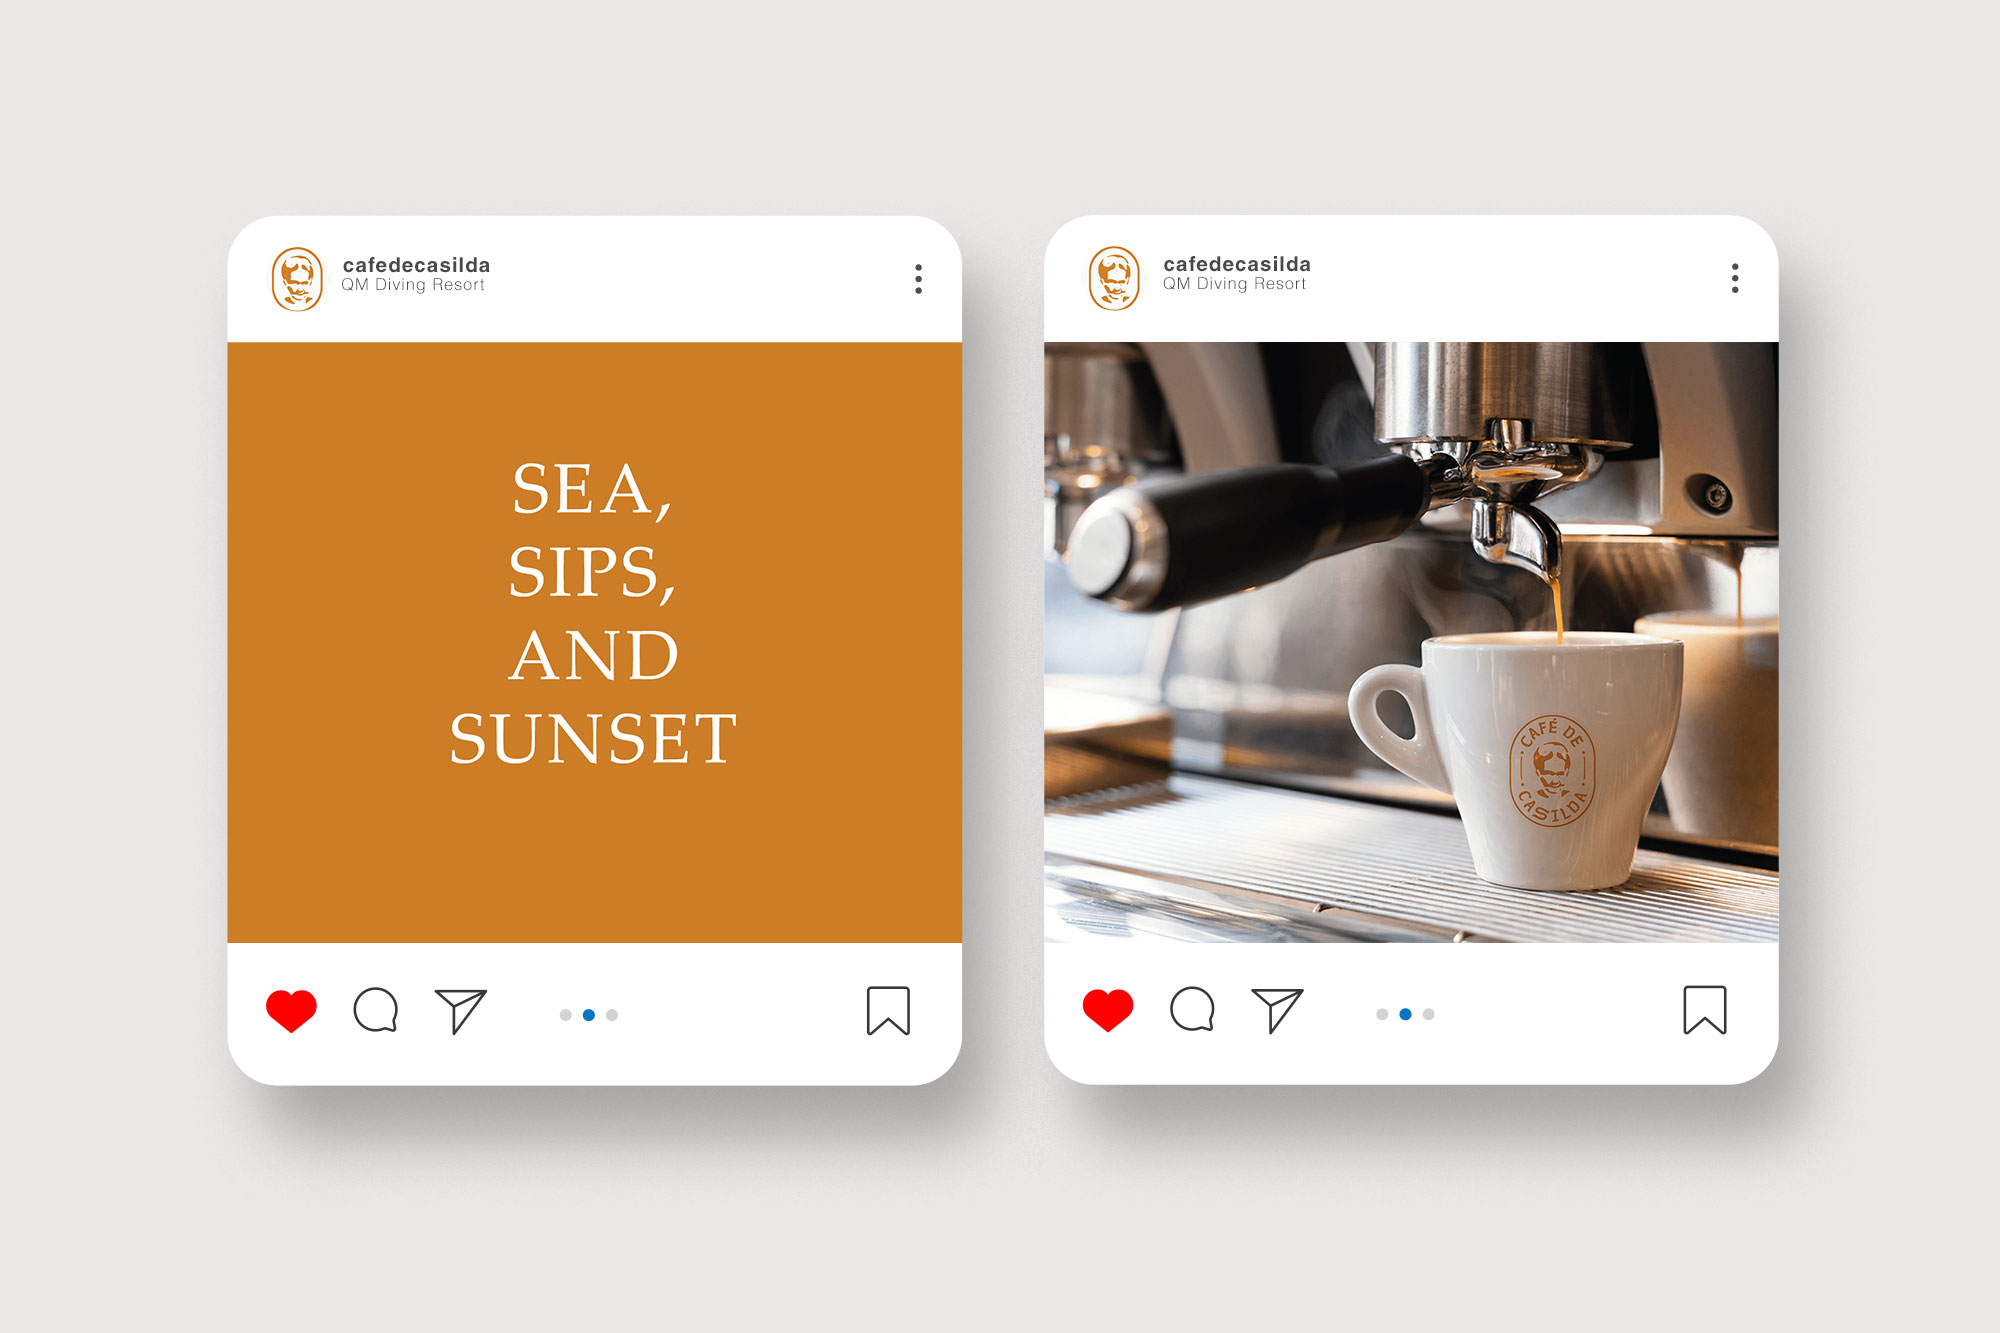 cafedecasilda
QM Diving Resort
SEA,
SIPS,
AND
SUNSET
cafedecasilda
QM Diving Resort
CAFÉ DE
CASILDA